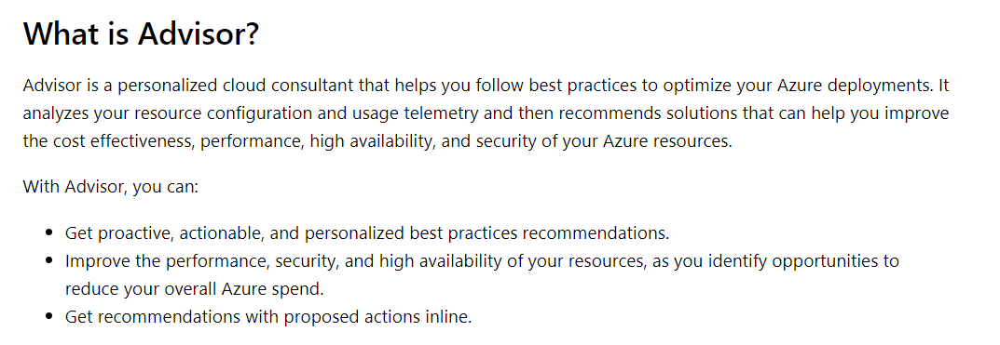 What is Advisor?
Advisor is a personalized cloud consultant that helps you follow best practices to optimize your Azure deployments. It
analyzes your resource configuration and usage telemetry and then recommends solutions that can help you improve
the cost effectiveness, performance, high availability, and security of your Azure resources.
With Advisor, you can:
• Get proactive, actionable, and personalized best practices recommendations.
• Improve the performance, security, and high availability of your resources, as you identify opportunities to
reduce your overall Azure spend.
• Get recommendations with proposed actions inline.